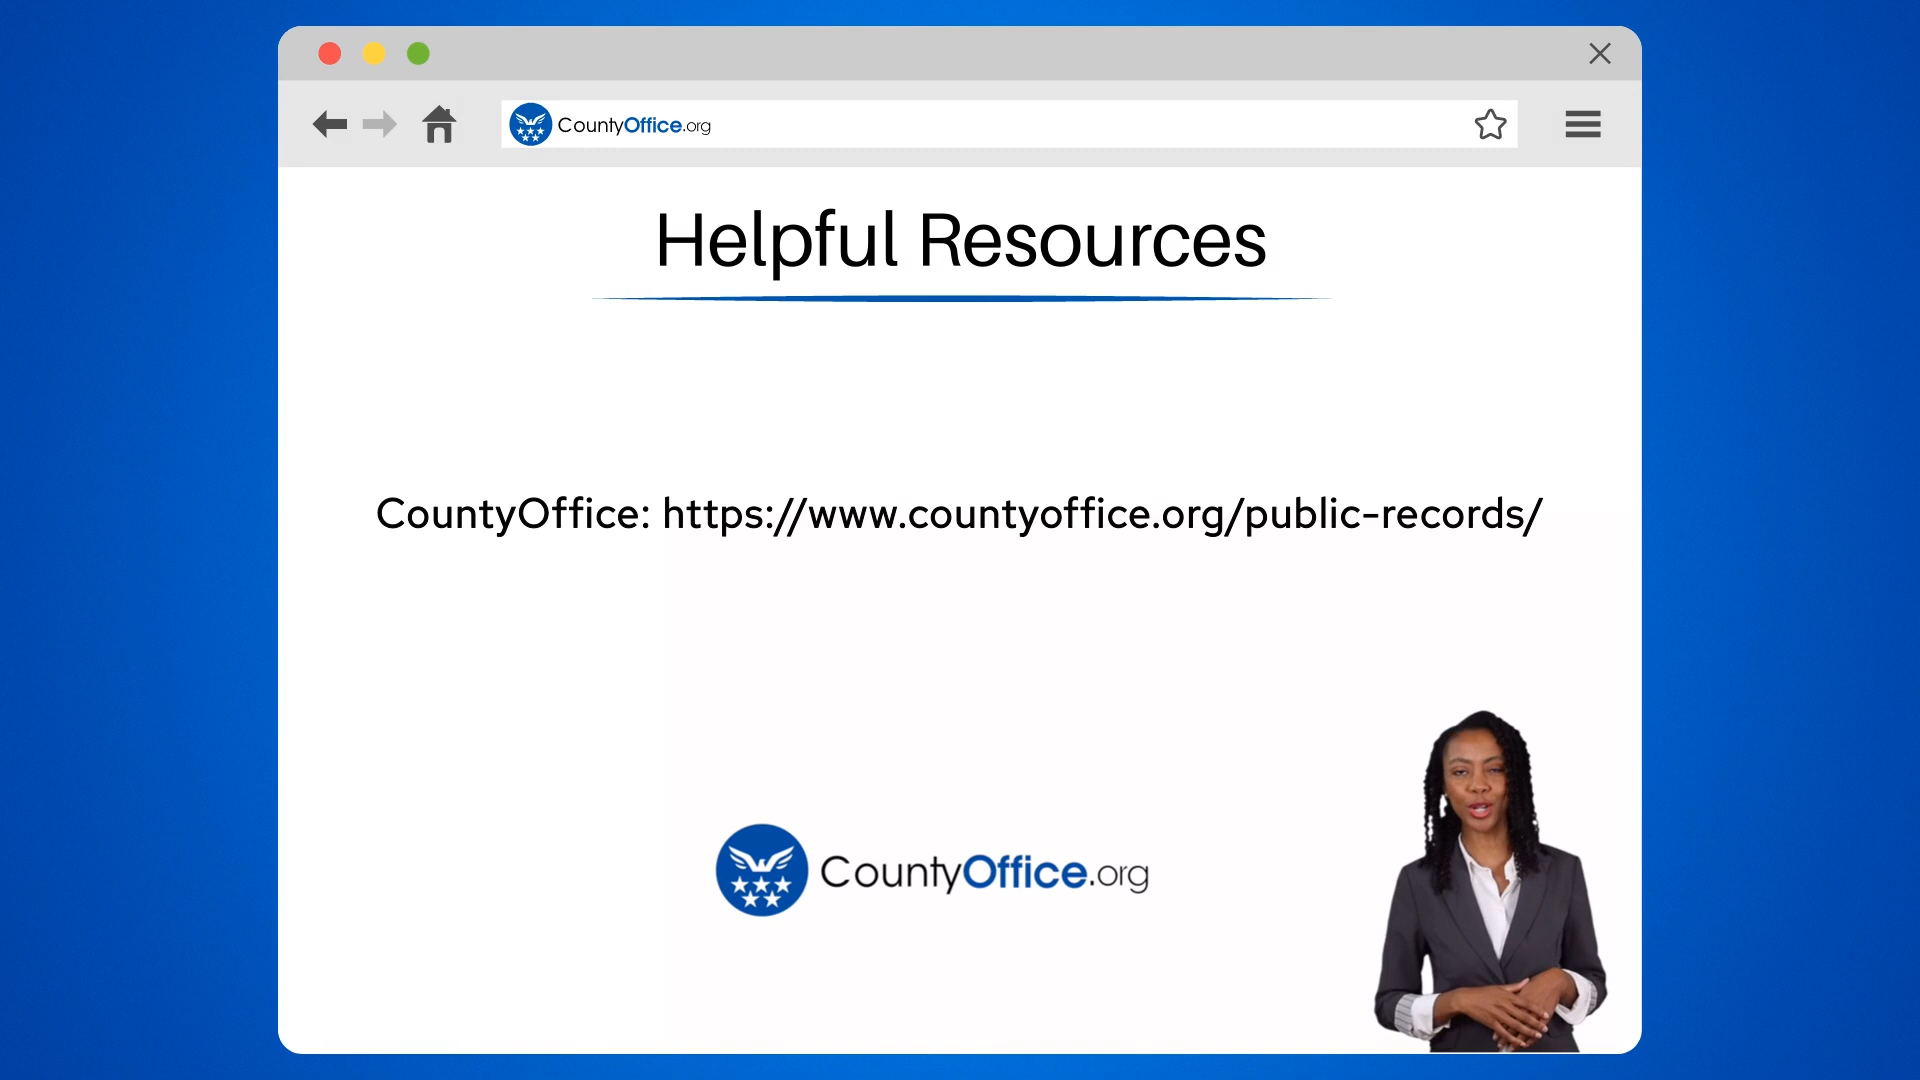 CountyOffice.org
Helpful Resources
CountyOffice: https://www.countyoffice.org/public-records/
CountyOffice.org